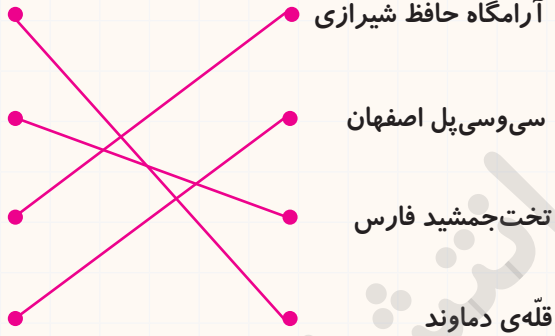 آرامگاه حافظ شیرازی
سی‌وسی‌پل اصفهان
تخت‌جمشید فارس
قلّه‌ی دماوند